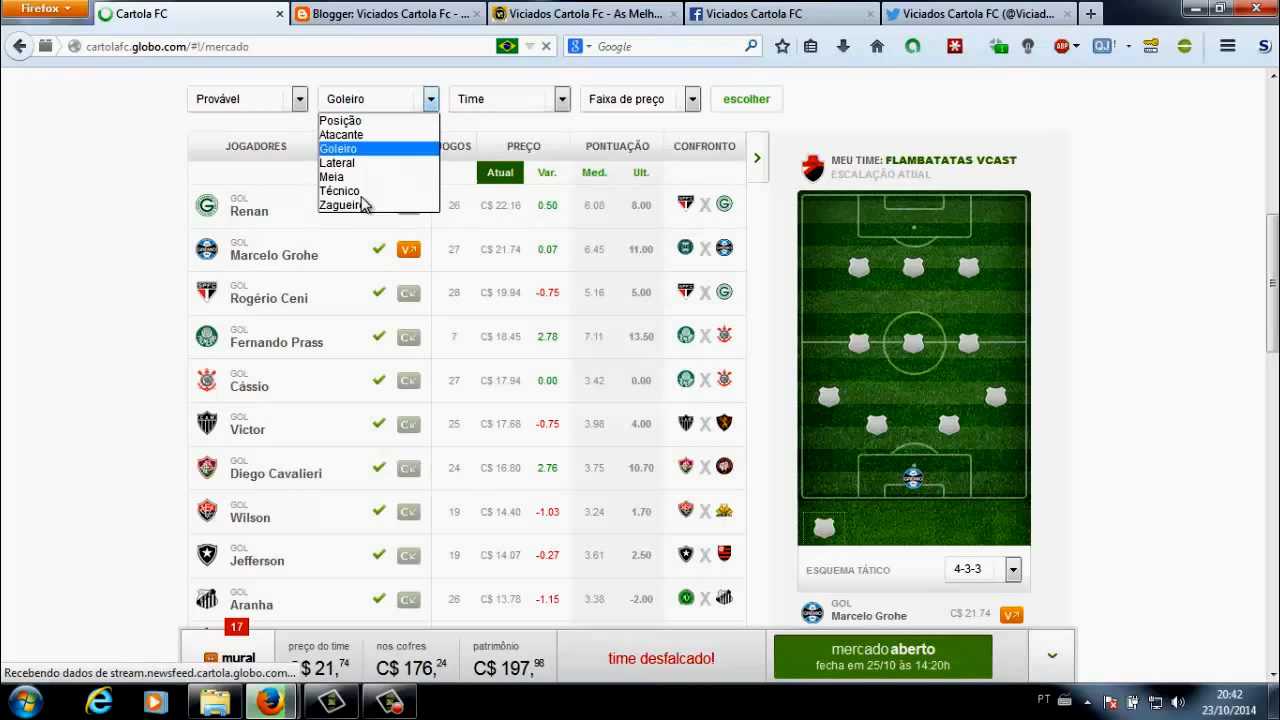 Firefox
Cartola FC
Blogger: Viciados Cartola Fc - ...
Viciados Cartola Fc - As Melh...
Viciados Cartola FC
Viciados Cartola FC (@Viciad...
cartolafc.globo.com/#!/mercado
Google
Provável
Goleiro
Time
Faixa de preço
escolher
Posição
Atacante
Goleiro
Lateral
Meia
Técnico
Zagueiro
JOGADORES
JOGOS
PREÇO
PONTUAÇÃO
CONFRONTO
Atual
Var.
Med.
Ult.
GOL
Renan
26
C$ 22.16
0.50
6.08
8.00
X
GOL
Marcelo Grohe
V
27
C$ 21.74
0.07
6.45
11.00
X
GOL
Rogério Ceni
C
28
C$ 19.94
-0.75
5.16
5.00
X
GOL
Fernando Prass
C
7
C$ 18.45
2.78
7.11
13.50
X
GOL
Cássio
C
27
C$ 17.94
0.00
3.42
0.00
X
GOL
Victor
C
25
C$ 17.68
-0.75
3.98
4.00
X
GOL
Diego Cavalieri
C
24
C$ 16.80
2.76
3.75
10.70
X
GOL
Wilson
C
19
C$ 14.40
-1.03
3.24
1.70
X
GOL
Jefferson
C
19
C$ 14.07
-0.27
3.61
2.50
X
GOL
Aranha
C
26
C$ 13.78
-1.15
3.38
-2.00
X
MEU TIME: FLAMBATATAS VCAST
ESCALAÇÃO ATUAL
ESQUEMA TÁTICO
4-3-3
GOL
Marcelo Grohe
C$ 21.74
V
17
mural
preço do time
C$ 21,74
nos cofres
C$ 176,24
patrimônio
C$ 197,98
time desfalcado!
mercado aberto
fecha em 25/10 às 14:20h
Recebendo dados de stream.newsfeed.cartola.globo.com...
PT
20:42
23/10/2014